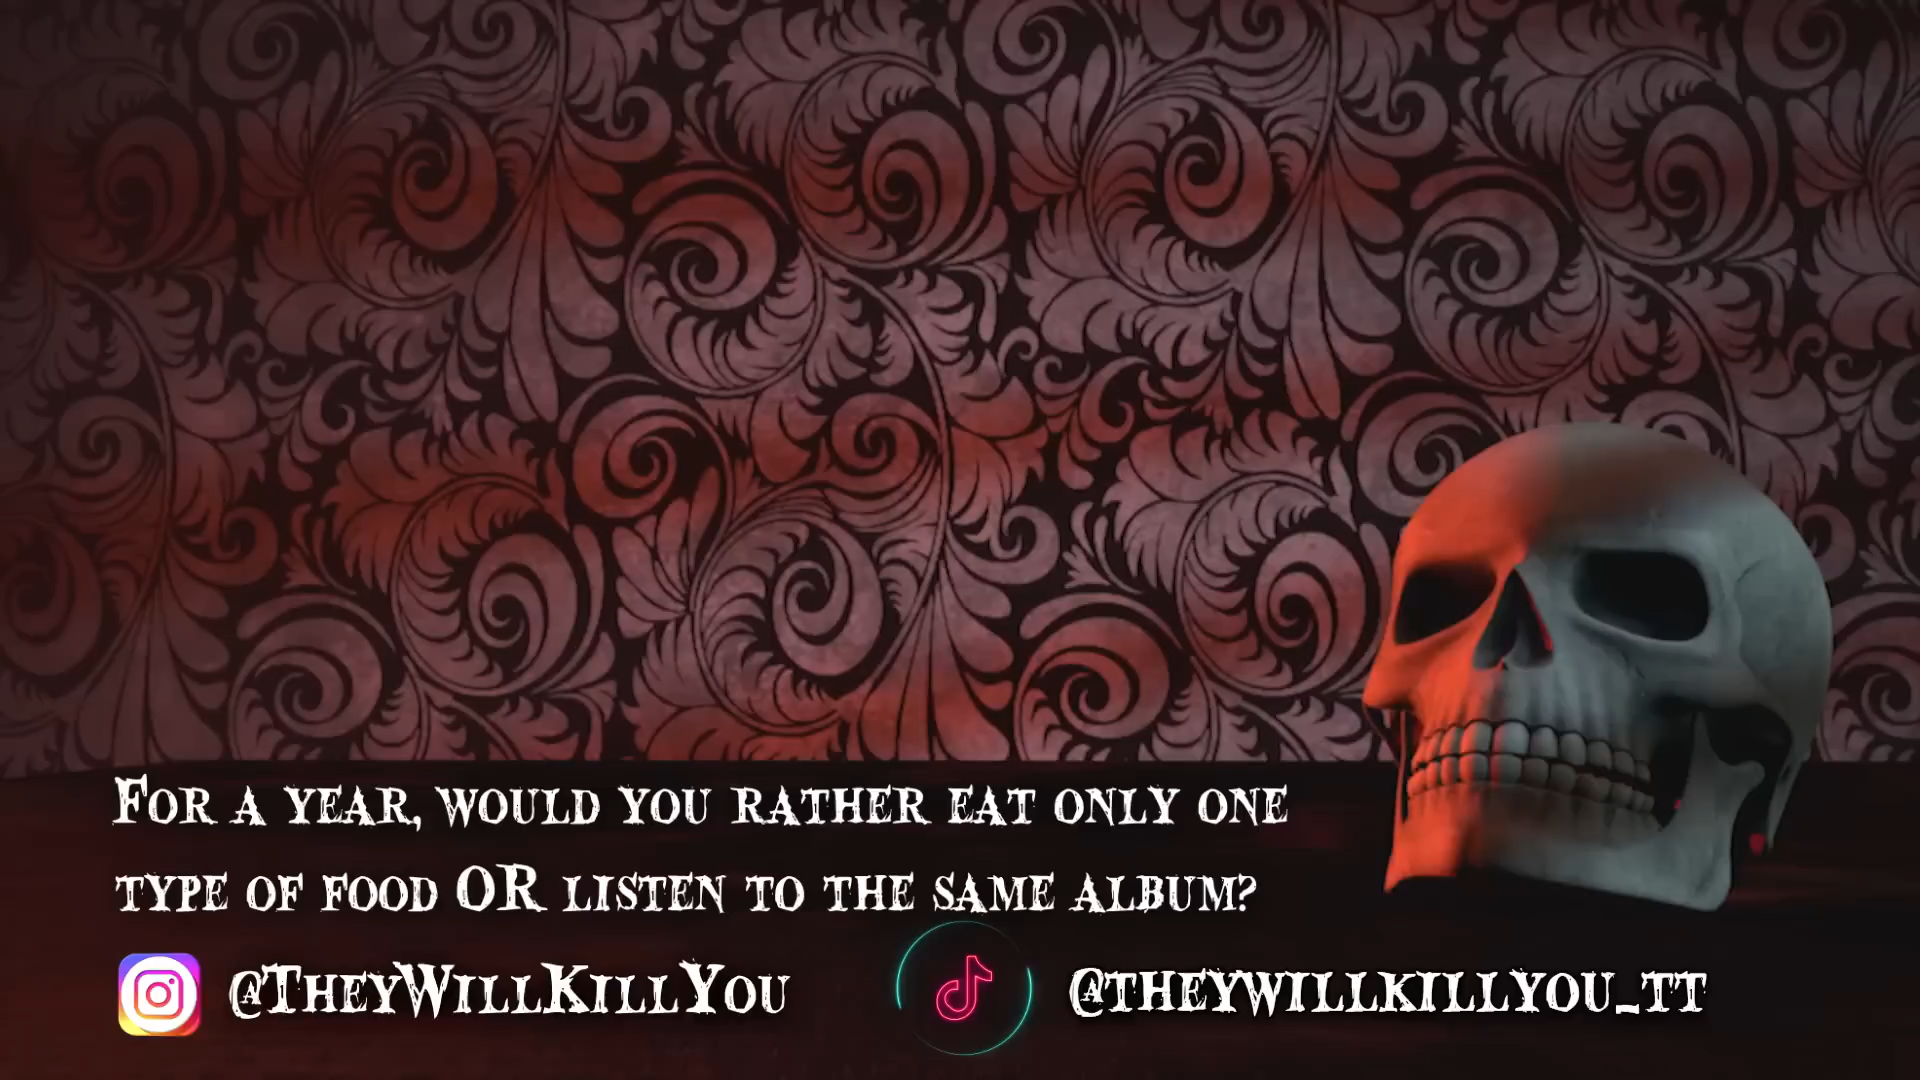 For a year, would you rather eat only one
type of food OR listen to the same album?
@TheyWillKillYou
@theywillkillyou_tt